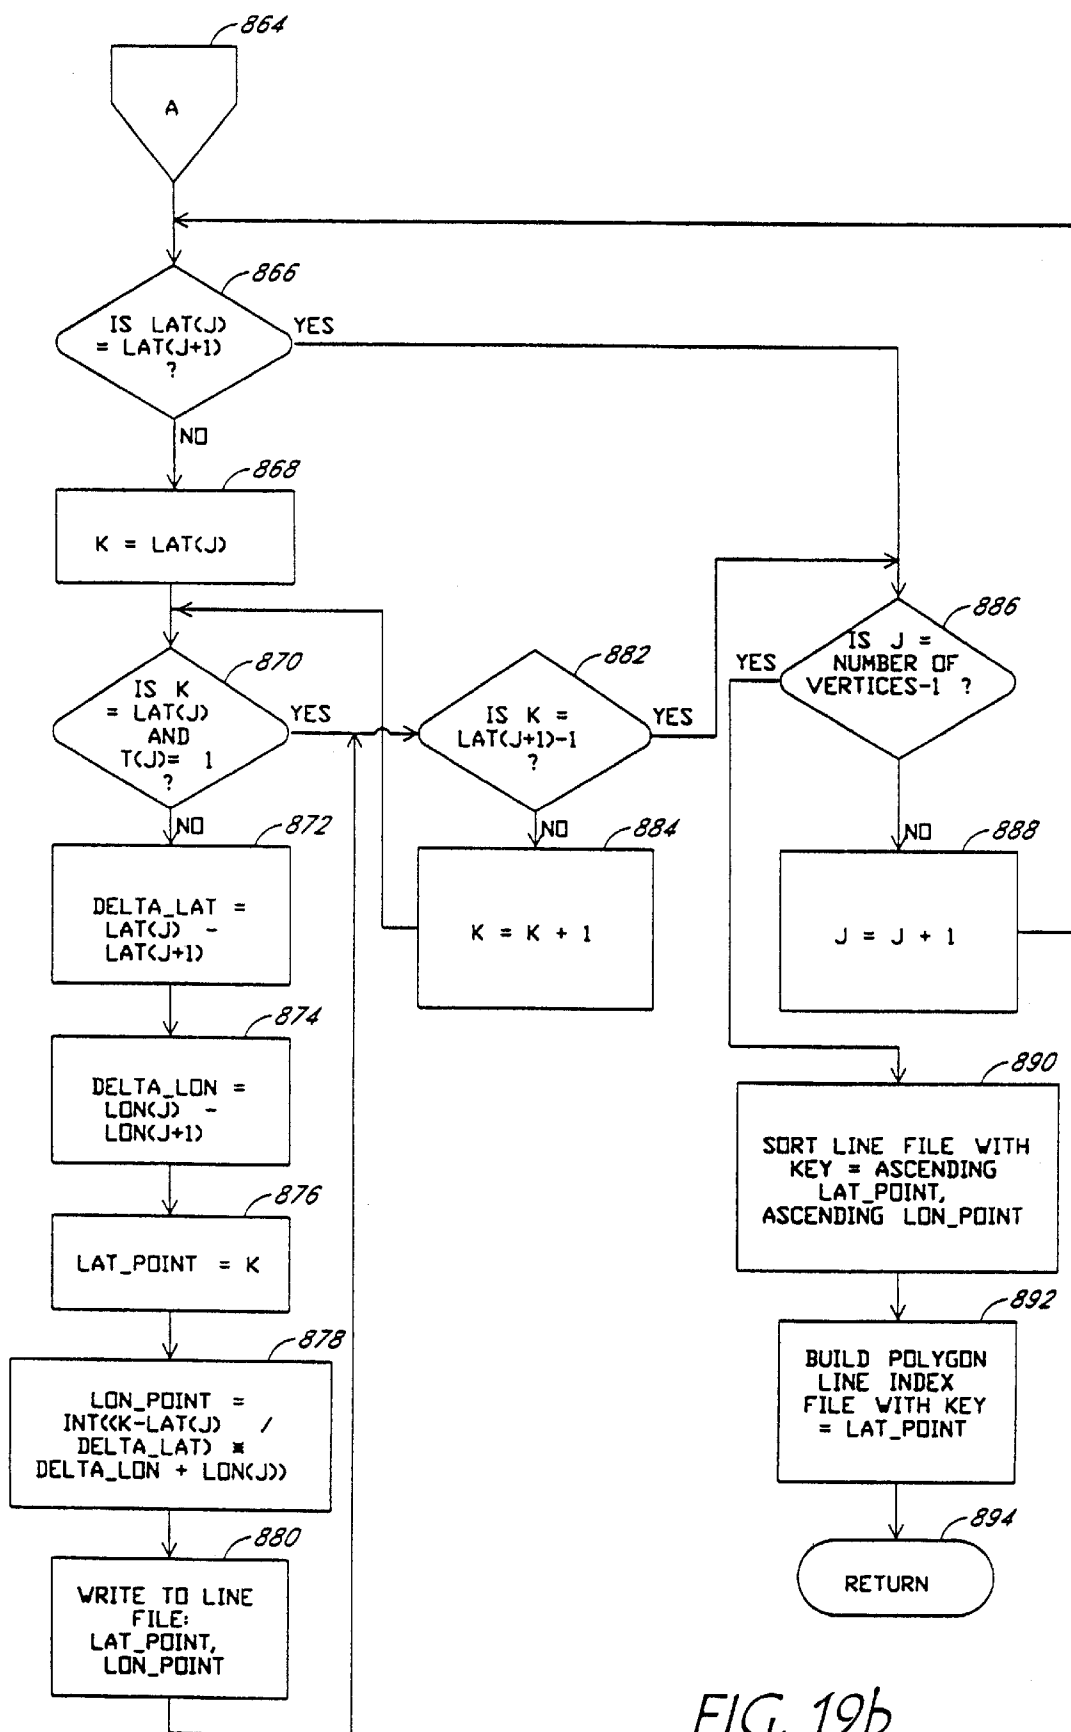 864
A
866
IS LAT(J)
= LAT(J+1)
?
YES
NO
868
K = LAT(J)
870
IS K
= LAT(J)
AND
T(J)= 1
?
YES
NO
872
DELTA_LAT =
LAT(J) -
LAT(J+1)
874
DELTA_LON =
LON(J) -
LON(J+1)
876
LAT_POINT = K
878
LON_POINT =
INT((K-LAT(J) /
DELTA_LAT) *
DELTA_LON + LON(J))
880
WRITE TO LINE
FILE:
LAT_POINT,
LON_POINT
882
IS K =
LAT(J+1)-1
?
YES
NO
884
K = K + 1
886
IS J =
NUMBER OF
VERTICES-1 ?
YES
NO
888
J = J + 1
890
SORT LINE FILE WITH
KEY = ASCENDING
LAT_POINT,
ASCENDING LON_POINT
892
BUILD POLYGON
LINE INDEX
FILE WITH KEY
= LAT_POINT
894
RETURN
FIG. 19b